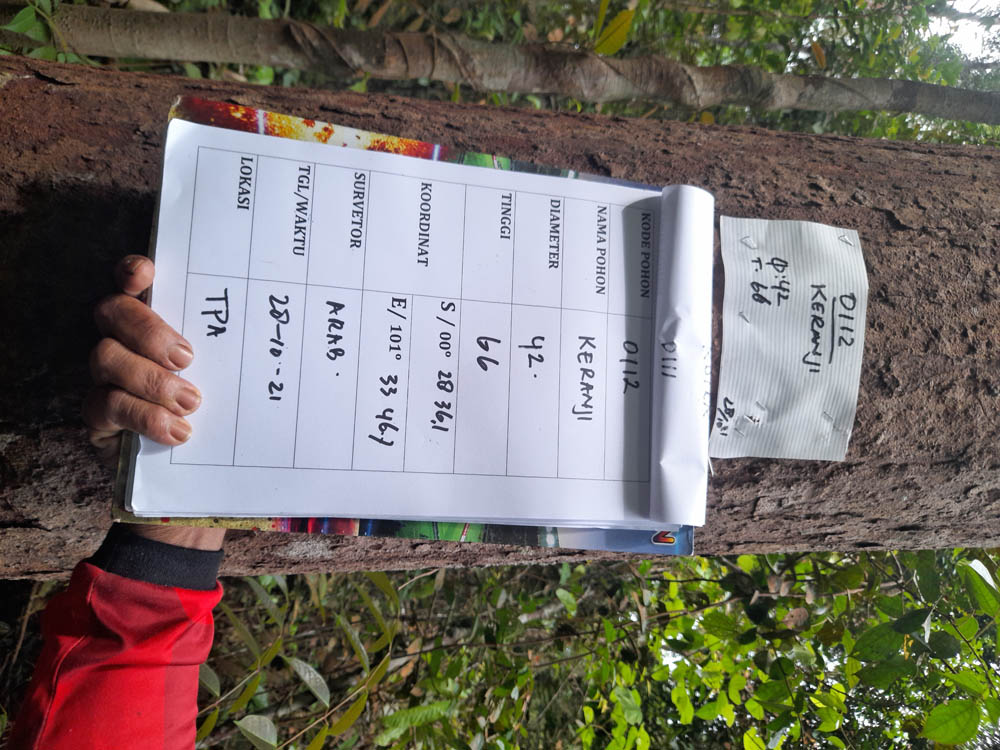 0112
KERANJI
Φ: 42
T. 66
28/10-21
0111
KODE POHON 0112
NAMA POHON KERANJI
DIAMETER 42.
TINGGI 66
KOORDINAT
S / 00° 28 36,1
E/ 101° 33 46.7
SURVETOR ARAB.
TGL/WAKTU 28-10-21
LOKASI TPA